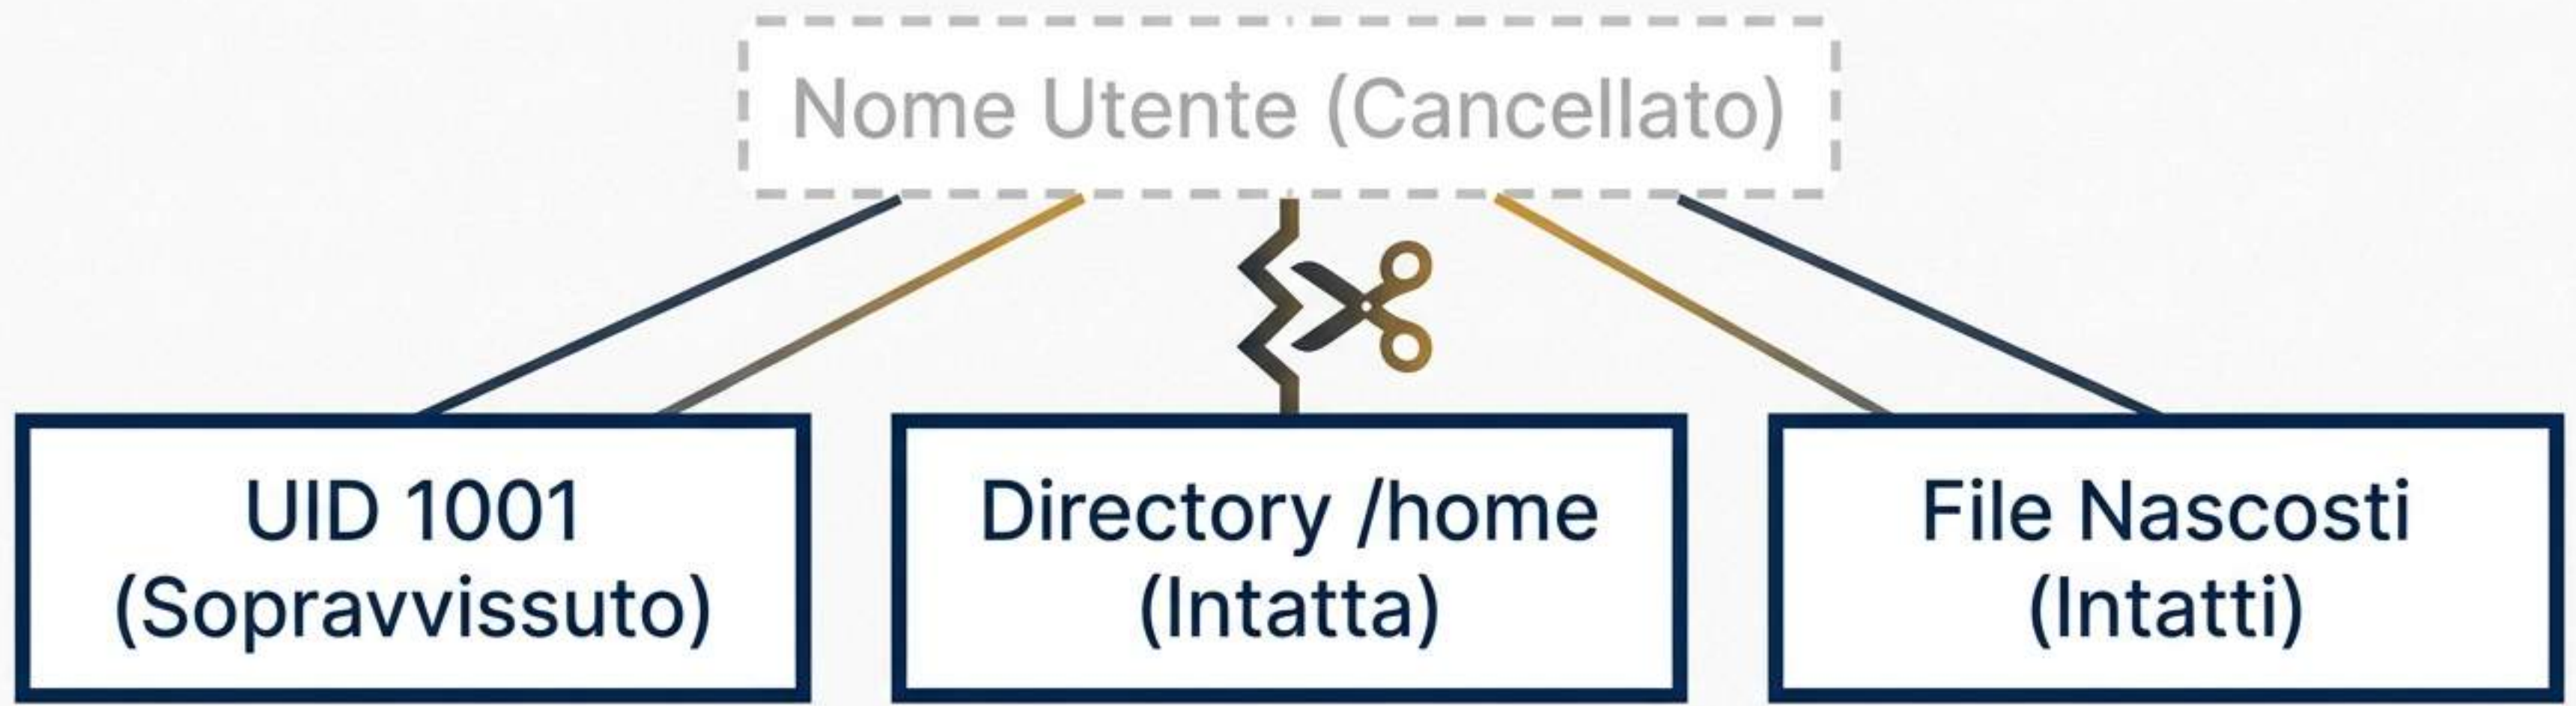 Nome Utente (Cancellato)
UID 1001
(Sopravvissuto)
Directory /home
(Intatta)
File Nascosti
(Intatti)